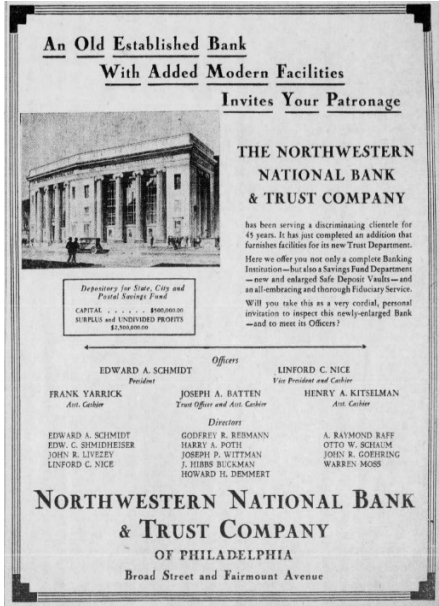 An Old Established Bank
With Added Modern Facilities
Invites Your Patronage
THE NORTHWESTERN
NATIONAL BANK
& TRUST COMPANY
has been serving a discriminating clientele for
45 years. It has just completed an addition that
furnishes facilities for its new Trust Department.
Here we offer you not only a complete Banking
Institution—but also a Savings Fund Department
—new and enlarged Safe Deposit Vaults—and
an all-embracing and thorough Fiduciary Service.
Will you take this as a very cordial, personal
invitation to inspect this newly-enlarged Bank
—and to meet its Officers?
Depository for State, City and
Postal Savings Fund
CAPITAL . . . . . . $500,000.00
SURPLUS and UNDIVIDED PROFITS
$2,500,000.00
Officers
EDWARD A. SCHMIDT
President
LINFORD C. NICE
Vice President and Cashier
FRANK YARRICK
Asst. Cashier
JOSEPH A. BATTEN
Trust Officer and Asst. Cashier
HENRY A. KITSELMAN
Asst. Cashier
Directors
EDWARD A. SCHMIDT
EDW. C. SHMIDHEISER
JOHN R. LIVEZEY
LINFORD C. NICE
GODFREY R. REBMANN
HARRY A. POTH
JOSEPH P. WITTMAN
J. HIBBS BUCKMAN
HOWARD H. DEMMERT
A. RAYMOND RAFF
OTTO W. SCHAUM
JOHN R. GOEHRING
WARREN MOSS
NORTHWESTERN NATIONAL BANK
& TRUST COMPANY
OF PHILADELPHIA
Broad Street and Fairmount Avenue